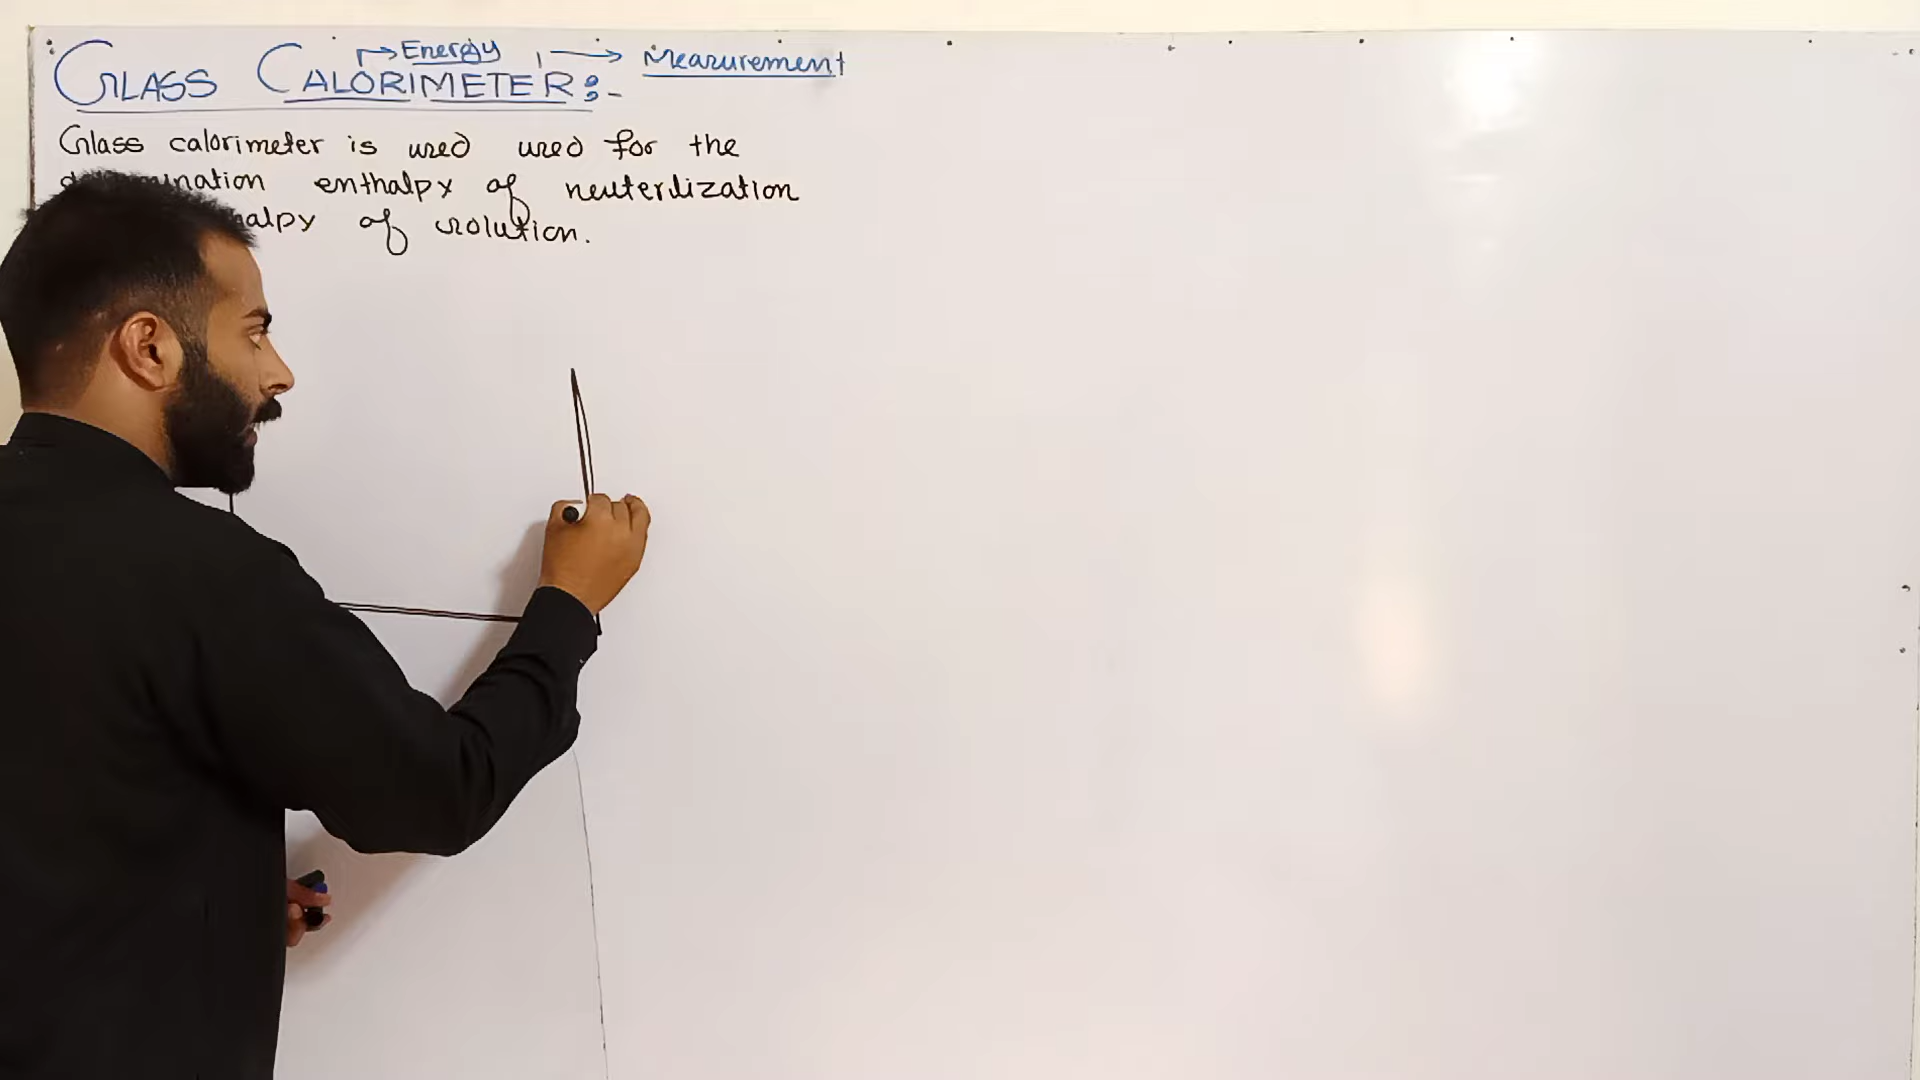 → Energy → Measurement
GLASS CALORIMETER:-
Glass calorimeter is used used for the
enthalpy of neuterlization
of solution.